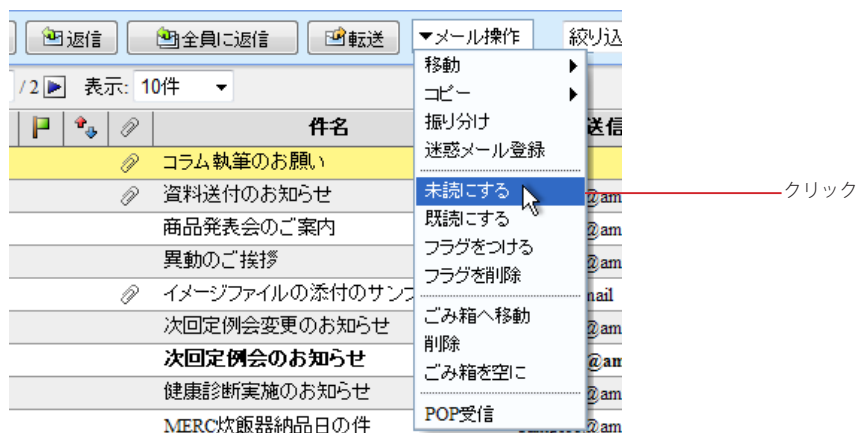 返信 全員に返信 転送 ▼メール操作 絞り込
/2 表示: 10件
件名 送信
コラム執筆のお願い
資料送付のお知らせ @am
商品発表会のご案内 @am
異動のご挨拶 @am
イメージファイルの添付のサンプ mail
次回定例会変更のお知らせ @am
次回定例会のお知らせ @am
健康診断実施のお知らせ @am
MERC炊飯器納品日の件 @am
移動
コピー
振り分け
迷惑メール登録
未読にする
既読にする
フラグをつける
フラグを削除
ごみ箱へ移動
削除
ごみ箱を空に
POP受信
クリック